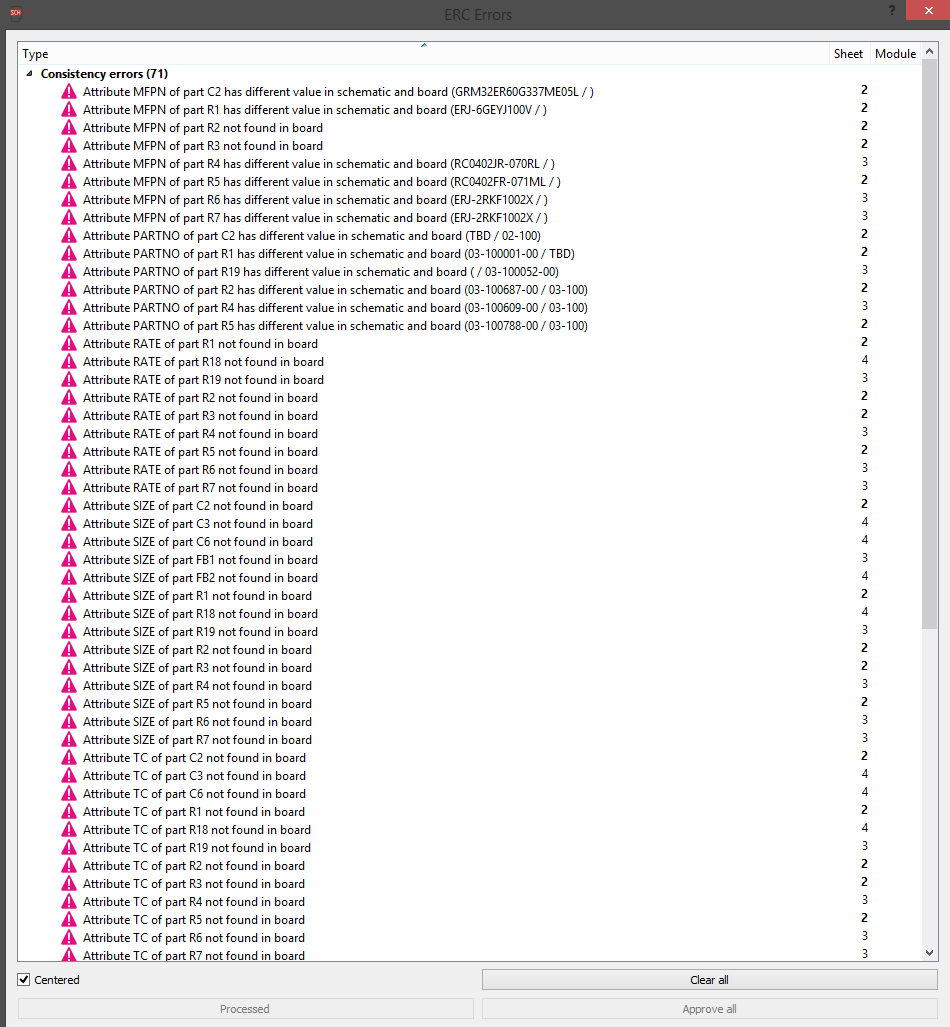 SCH
ERC Errors
? ×
Type Sheet Module
Consistency errors (71)
Attribute MFPN of part C2 has different value in schematic and board (GRM32ER60G337ME05L / ) 2
Attribute MFPN of part R1 has different value in schematic and board (ERJ-6GEYJ100V / ) 2
Attribute MFPN of part R2 not found in board 2
Attribute MFPN of part R3 not found in board 2
Attribute MFPN of part R4 has different value in schematic and board (RC0402JR-070RL / ) 3
Attribute MFPN of part R5 has different value in schematic and board (RC0402FR-071ML / ) 2
Attribute MFPN of part R6 has different value in schematic and board (ERJ-2RKF1002X / ) 3
Attribute MFPN of part R7 has different value in schematic and board (ERJ-2RKF1002X / ) 3
Attribute PARTNO of part C2 has different value in schematic and board (TBD / 02-100) 2
Attribute PARTNO of part R1 has different value in schematic and board (03-100001-00 / TBD) 2
Attribute PARTNO of part R19 has different value in schematic and board ( / 03-100052-00) 3
Attribute PARTNO of part R2 has different value in schematic and board (03-100687-00 / 03-100) 2
Attribute PARTNO of part R4 has different value in schematic and board (03-100609-00 / 03-100) 3
Attribute PARTNO of part R5 has different value in schematic and board (03-100788-00 / 03-100) 2
Attribute RATE of part R1 not found in board 2
Attribute RATE of part R18 not found in board 4
Attribute RATE of part R19 not found in board 3
Attribute RATE of part R2 not found in board 2
Attribute RATE of part R3 not found in board 2
Attribute RATE of part R4 not found in board 3
Attribute RATE of part R5 not found in board 2
Attribute RATE of part R6 not found in board 3
Attribute RATE of part R7 not found in board 3
Attribute SIZE of part C2 not found in board 2
Attribute SIZE of part C3 not found in board 4
Attribute SIZE of part C6 not found in board 4
Attribute SIZE of part FB1 not found in board 3
Attribute SIZE of part FB2 not found in board 4
Attribute SIZE of part R1 not found in board 2
Attribute SIZE of part R18 not found in board 4
Attribute SIZE of part R19 not found in board 3
Attribute SIZE of part R2 not found in board 2
Attribute SIZE of part R3 not found in board 2
Attribute SIZE of part R4 not found in board 3
Attribute SIZE of part R5 not found in board 2
Attribute SIZE of part R6 not found in board 3
Attribute SIZE of part R7 not found in board 3
Attribute TC of part C2 not found in board 2
Attribute TC of part C3 not found in board 4
Attribute TC of part C6 not found in board 4
Attribute TC of part R1 not found in board 2
Attribute TC of part R18 not found in board 4
Attribute TC of part R19 not found in board 3
Attribute TC of part R2 not found in board 2
Attribute TC of part R3 not found in board 2
Attribute TC of part R4 not found in board 3
Attribute TC of part R5 not found in board 2
Attribute TC of part R6 not found in board 3
Attribute TC of part R7 not found in board 3
Centered Clear all
Processed Approve all